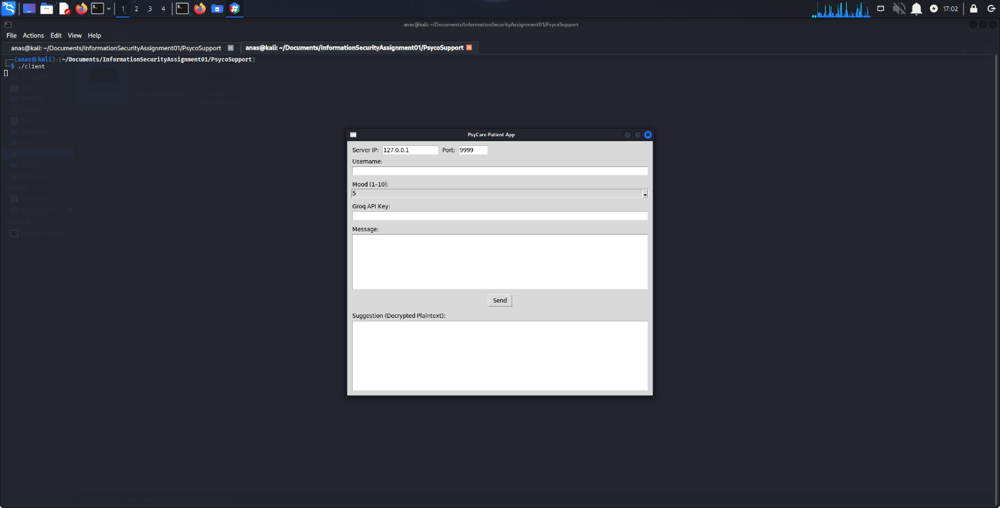 1 2 3 4 17:02
anas@kali: ~/Documents/InformationSecurityAssignment01/PsycoSupport
File Actions Edit View Help
anas@kali: ~/Documents/InformationSecurityAssignment01/PsycoSupport anas@kali: ~/Documents/InformationSecurityAssignment01/PsycoSupport
┌──(anas㉿kali)-[~/Documents/InformationSecurityAssignment01/PsycoSupport]
└─$ ./client
PsyCare Patient App
Server IP: 127.0.0.1 Port: 9999
Username:
Mood (1–10):
5
Groq API Key:
Message:
Send
Suggestion (Decrypted Plaintext):